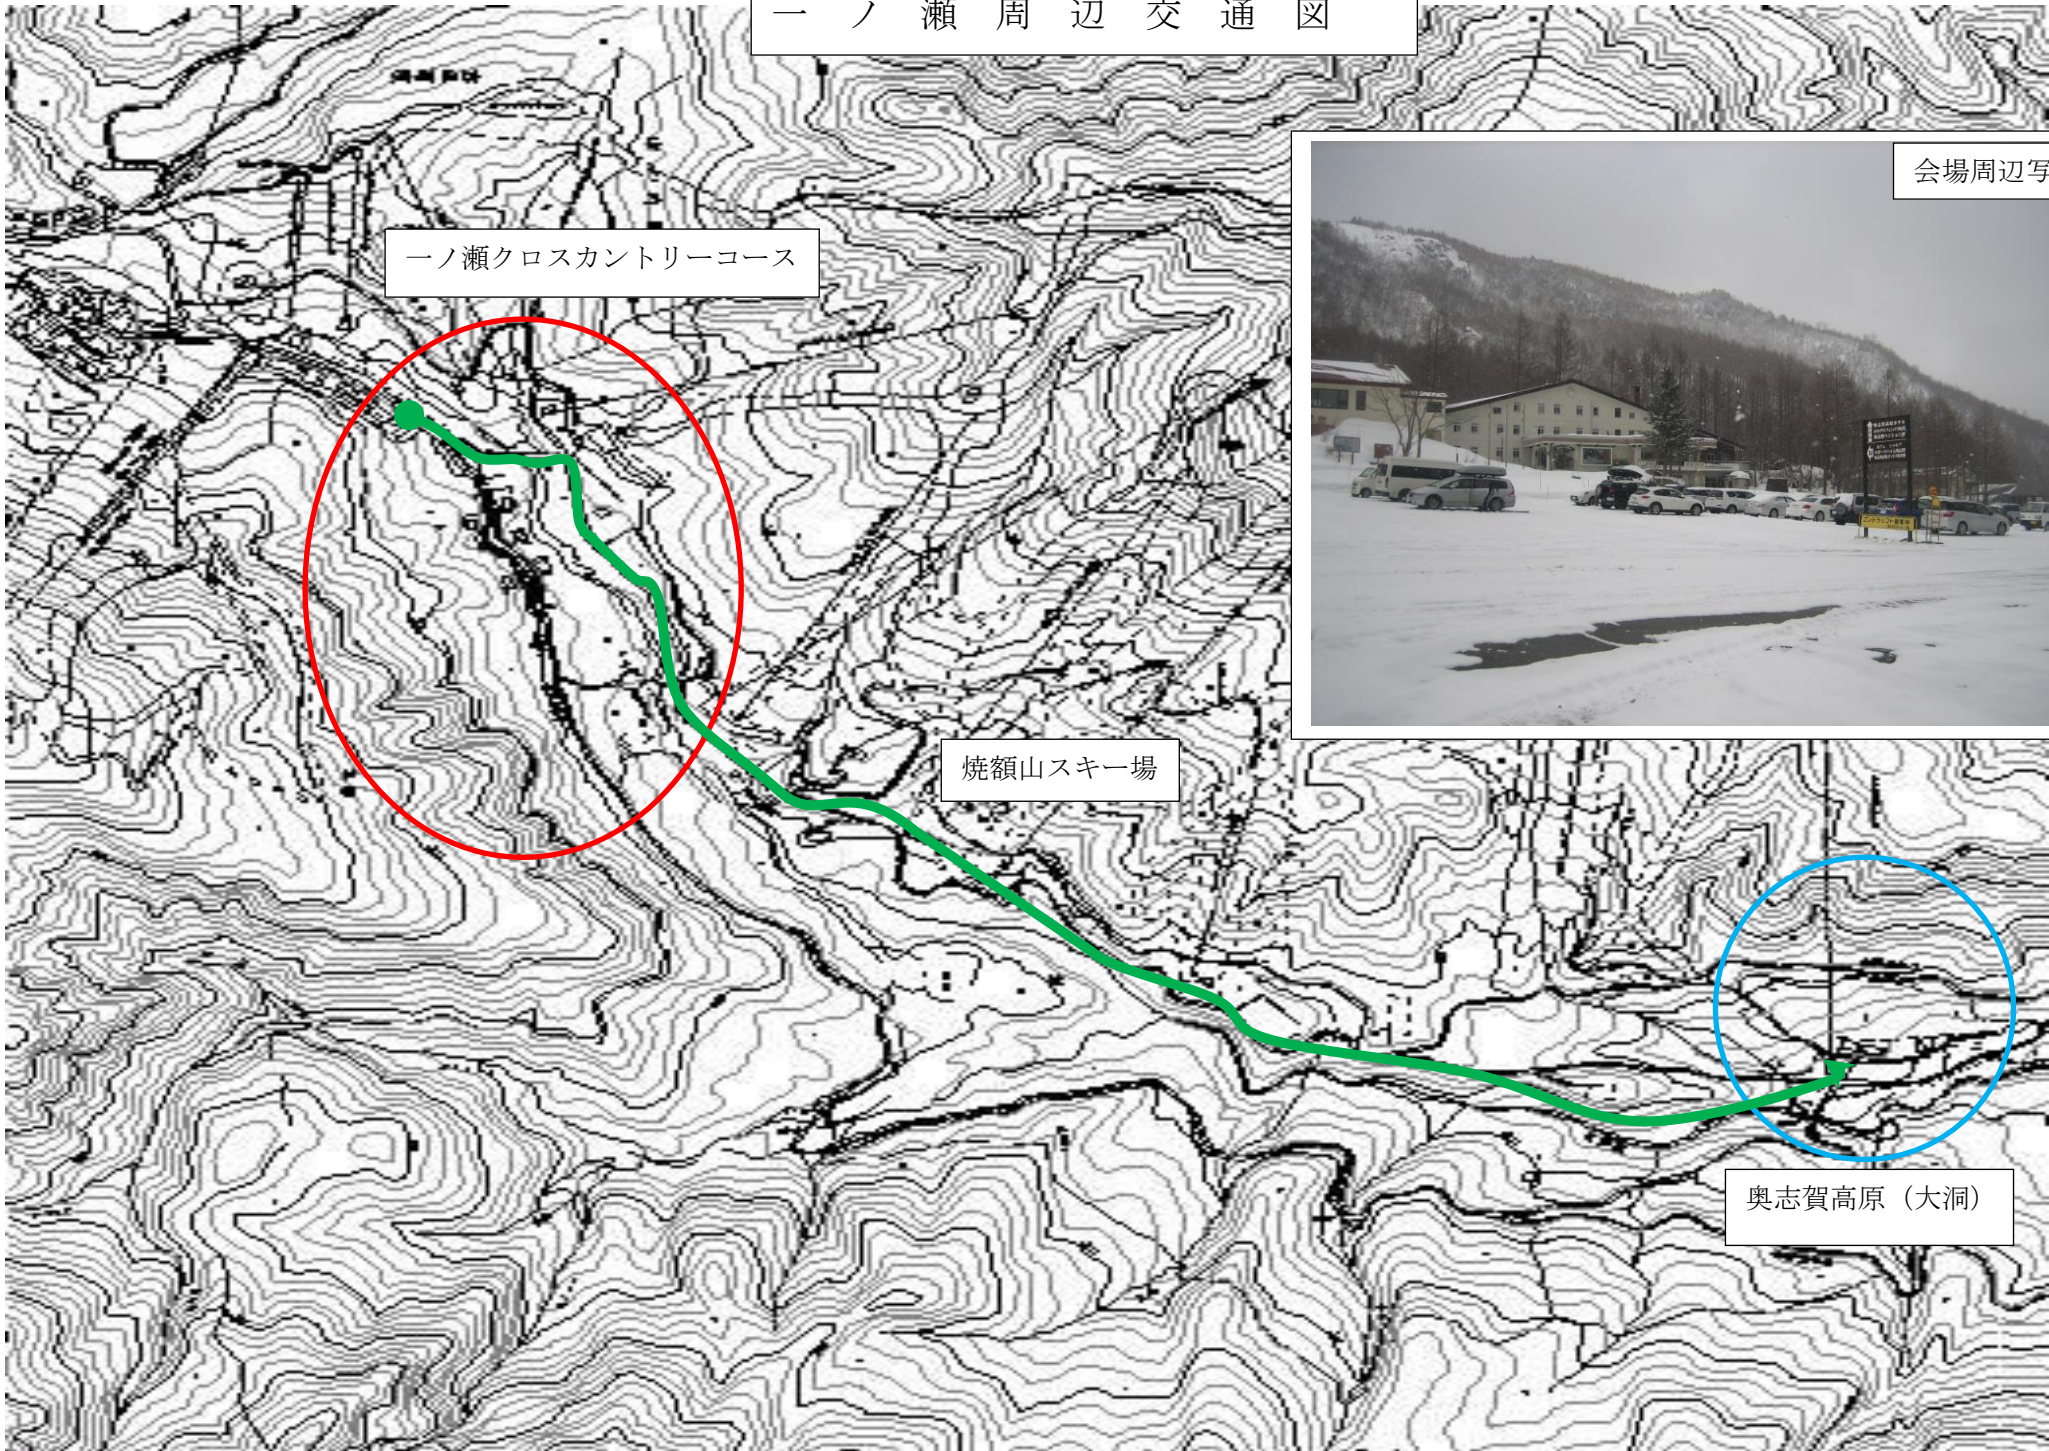 一ノ瀬周辺交通図
会場周辺写
一ノ瀬クロスカントリーコース
焼額山スキー場
奥志賀高原（大洞）